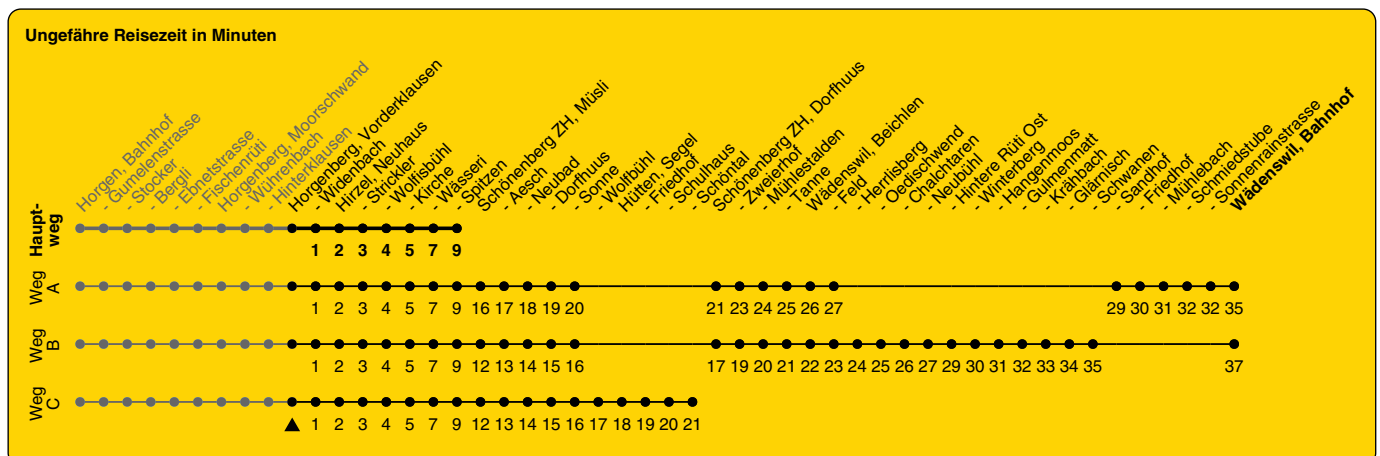 Ungefähre Reisezeit in Minuten
Horgen, Bahnhof
- Gumelenstrasse
- Stocker
- Bergli
- Ebnetstrasse
- Fischenrüti
Horgenberg, Moorschwand
- Wührenbach
- Hinterklausen
Horgenberg, Vorderklausen
- Widenbach
Hirzel, Neuhaus
- Strickler
- Wolfisbühl
- Kirche
- Wässeri
- Spitzen
Schönenberg ZH, Müsli
- Aesch
- Neubad
- Dorfhuus
- Sonne
- Wolfbühl
Hütten, Segel
- Friedhof
- Schulhaus
- Schöntal
Schönenberg ZH, Dorfhuus
- Zweierhof
- Mühlestalden
- Tanne
Wädenswil, Beichlen
- Feld
- Herrlisberg
- Oedischwend
- Chalchtaren
- Neubühl
- Hintere Rüti Ost
- Winterberg
- Hangenmoos
- Gulmenmatt
- Krähbach
- Glärnisch
- Schwanen
- Sandhof
- Friedhof
- Mühlebach
- Schmiedstube
- Sonnenrainstrasse
Wädenswil, Bahnhof
Haupt-
weg
1 2 3 4 5 7 9
Weg
A
1 2 3 4 5 7 9 16 17 18 19 20 21 23 24 25 26 27 29 30 31 32 32 35
Weg
B
1 2 3 4 5 7 9 12 13 14 15 16 17 19 20 21 22 23 24 25 26 27 29 30 31 32 33 34 35 37
Weg
C
1 2 3 4 5 7 9 12 13 14 15 16 17 18 19 20 21